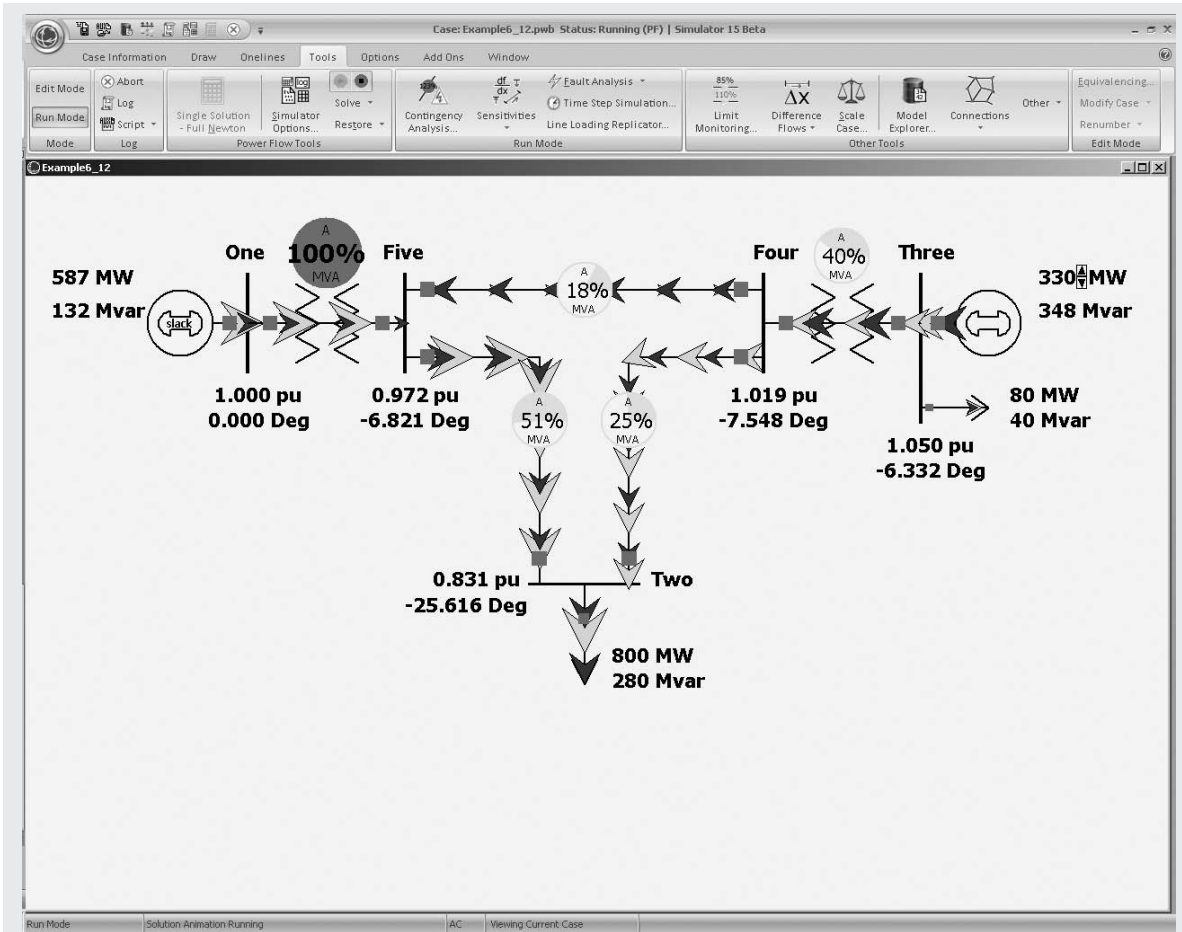 Case: Example6_12.pwb Status: Running (PF) | Simulator 15 Beta
Case Information Draw Onelines Tools Options Add Ons Window
Edit Mode
Run Mode
Mode
Abort
Log
Script
Log
Single Solution
- Full Newton
Simulator
Options...
Solve
Restore
Power Flow Tools
Contingency
Analysis...
Sensitivities
Fault Analysis
Time Step Simulation...
Line Loading Replicator...
Run Mode
85%
110%
Limit
Monitoring...
ΔX
Difference
Flows
Scale
Case...
Model
Explorer...
Connections
Other
Other Tools
Equivalencing...
Modify Case
Renumber
Edit Mode
Example6_12
One
A
100%
MVA
Five
Four
A
40%
MVA
Three
587 MW
132 Mvar
slack
A
18%
MVA
330 MW
348 Mvar
1.000 pu
0.000 Deg
0.972 pu
-6.821 Deg
A
51%
MVA
A
25%
MVA
1.019 pu
-7.548 Deg
80 MW
40 Mvar
1.050 pu
-6.332 Deg
0.831 pu
-25.616 Deg
Two
800 MW
280 Mvar
Run Mode Solution Animation Running AC Viewing Current Case